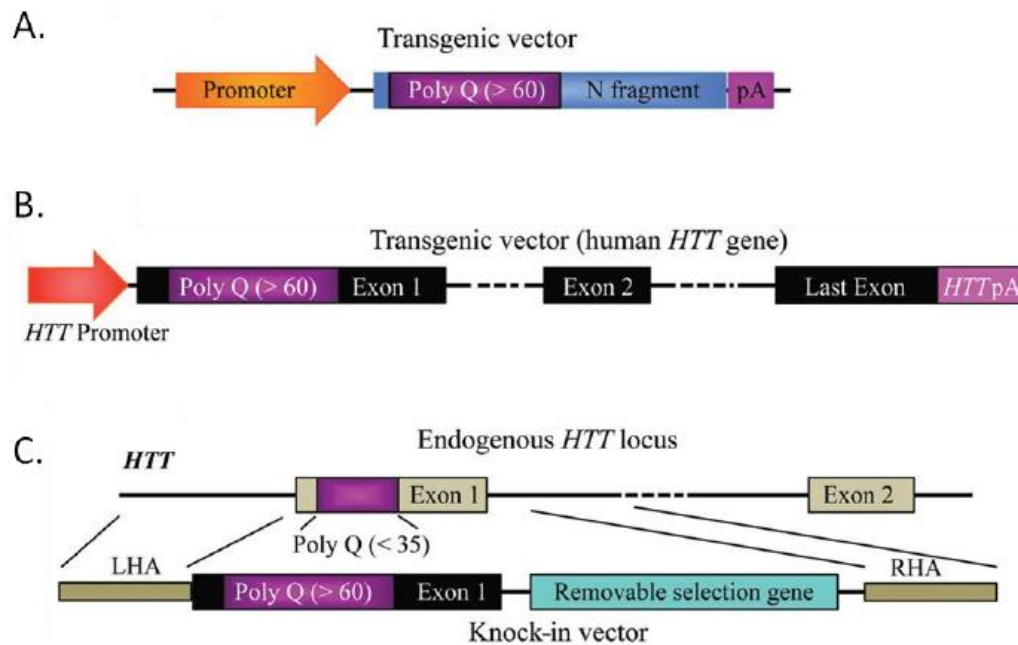 A.
Transgenic vector
Promoter Poly Q (> 60) N fragment pA
B.
Transgenic vector (human HTT gene)
Poly Q (> 60) Exon 1 Exon 2 Last Exon HTT pA
HTT Promoter
C.
Endogenous HTT locus
HTT
Exon 1 Exon 2
Poly Q (< 35)
LHA RHA
Poly Q (> 60) Exon 1 Removable selection gene
Knock-in vector